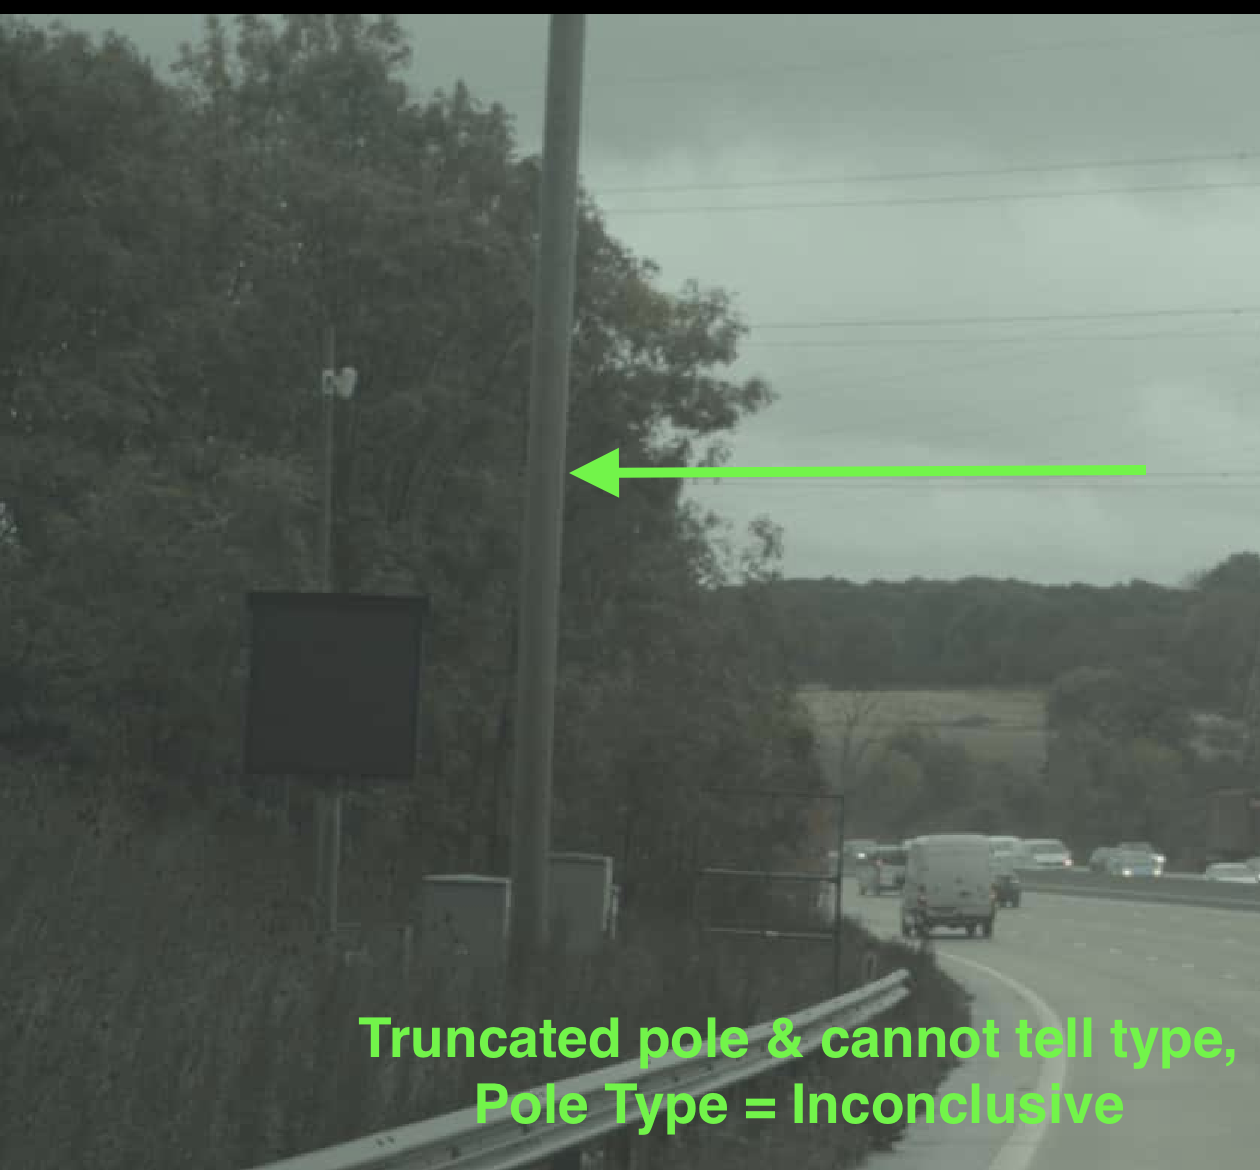 Truncated pole & cannot tell type,
Pole Type = Inconclusive